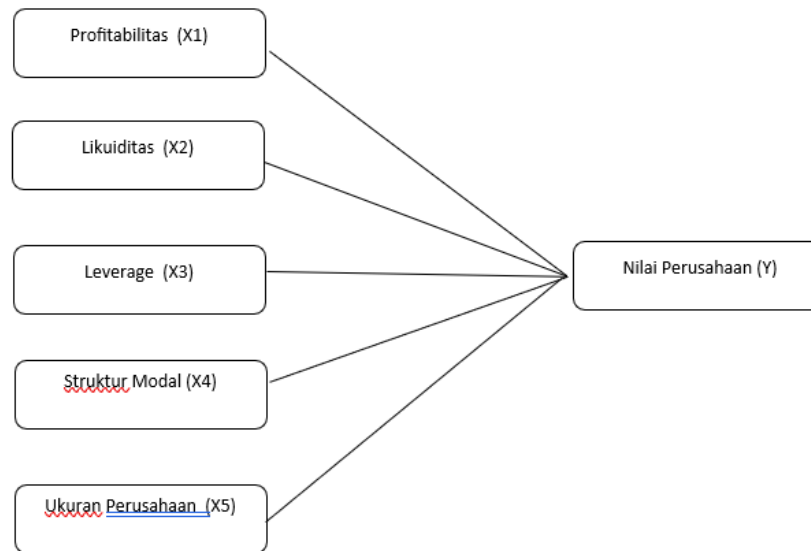 Profitabilitas (X1)
Likuiditas (X2)
Leverage (X3)
Nilai Perusahaan (Y)
Struktur Modal (X4)
Ukuran Perusahaan (X5)